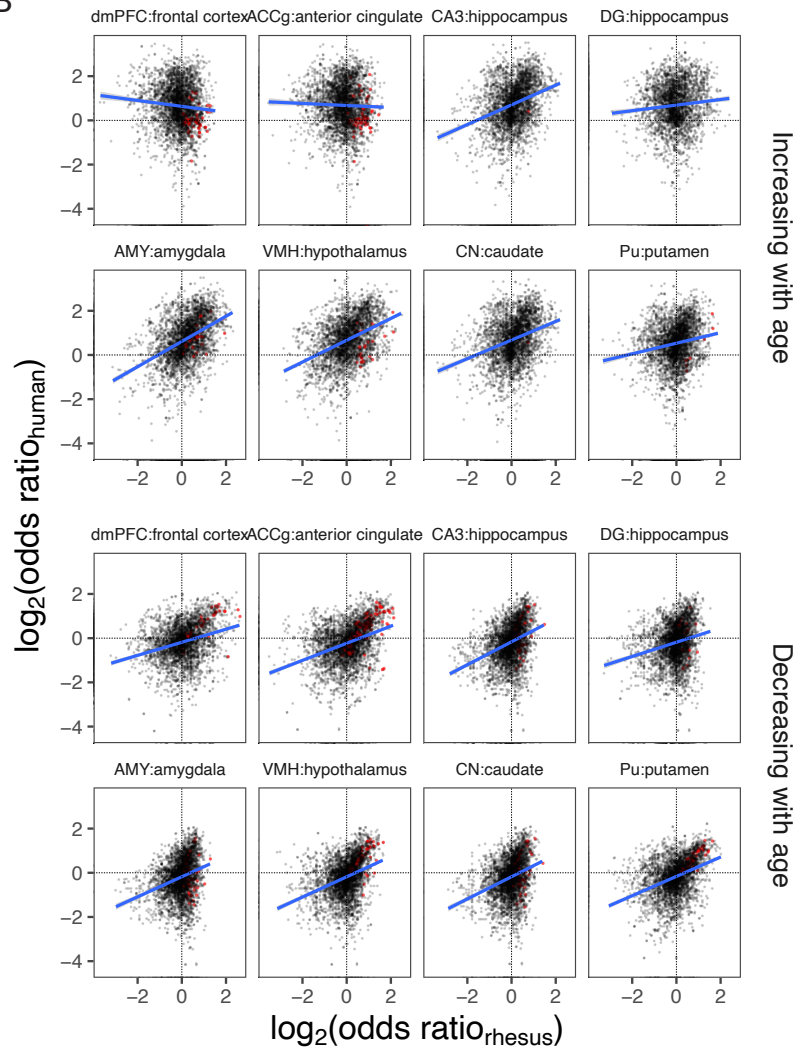 B
dmPFC:frontal cortex ACCg:anterior cingulate CA3:hippocampus DG:hippocampus
2
0
−2
−4
AMY:amygdala VMH:hypothalamus CN:caudate Pu:putamen
2
0
−2
−4
−2 0 2 −2 0 2 −2 0 2 −2 0 2
Increasing with age
log2(odds ratiohuman)
dmPFC:frontal cortex ACCg:anterior cingulate CA3:hippocampus DG:hippocampus
2
0
−2
−4
AMY:amygdala VMH:hypothalamus CN:caudate Pu:putamen
2
0
−2
−4
−2 0 2 −2 0 2 −2 0 2 −2 0 2
Decreasing with age
log2(odds ratiorhesus)